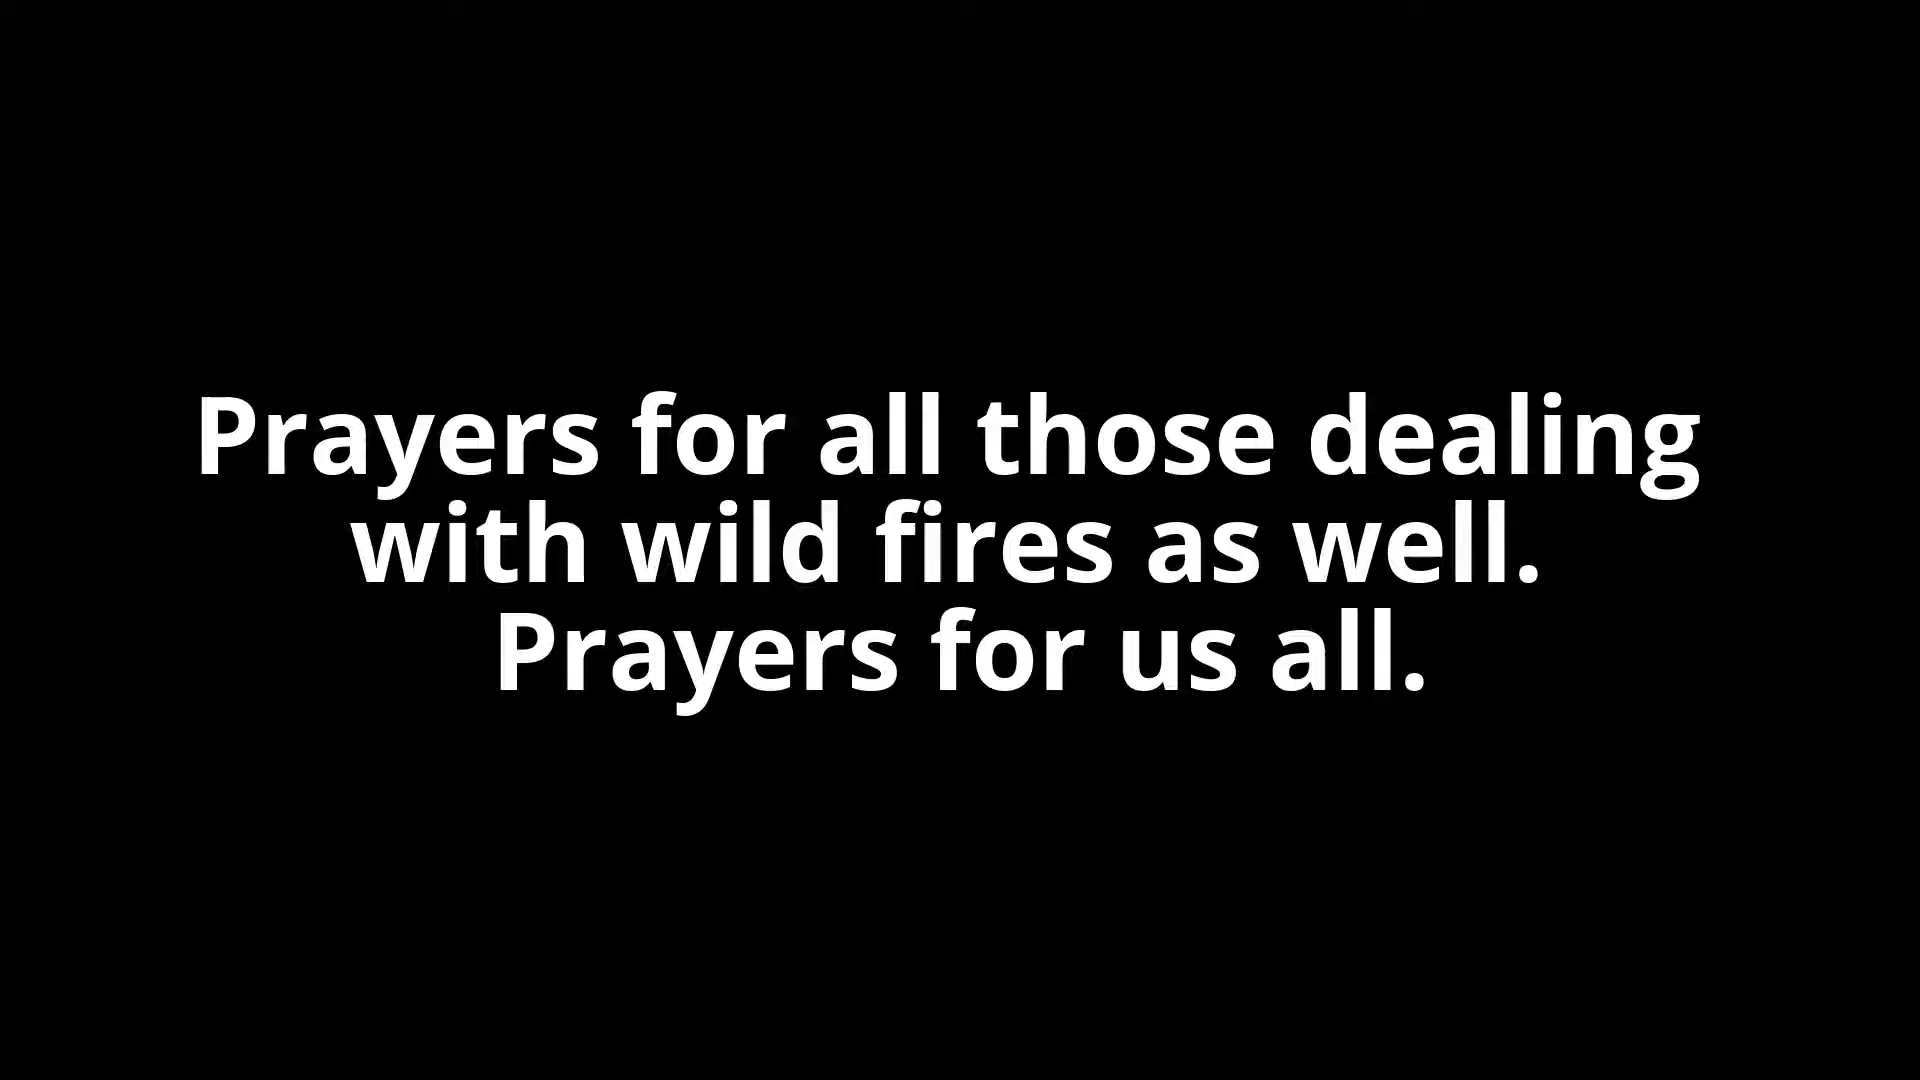 Prayers for all those dealing
with wild fires as well.
Prayers for us all.